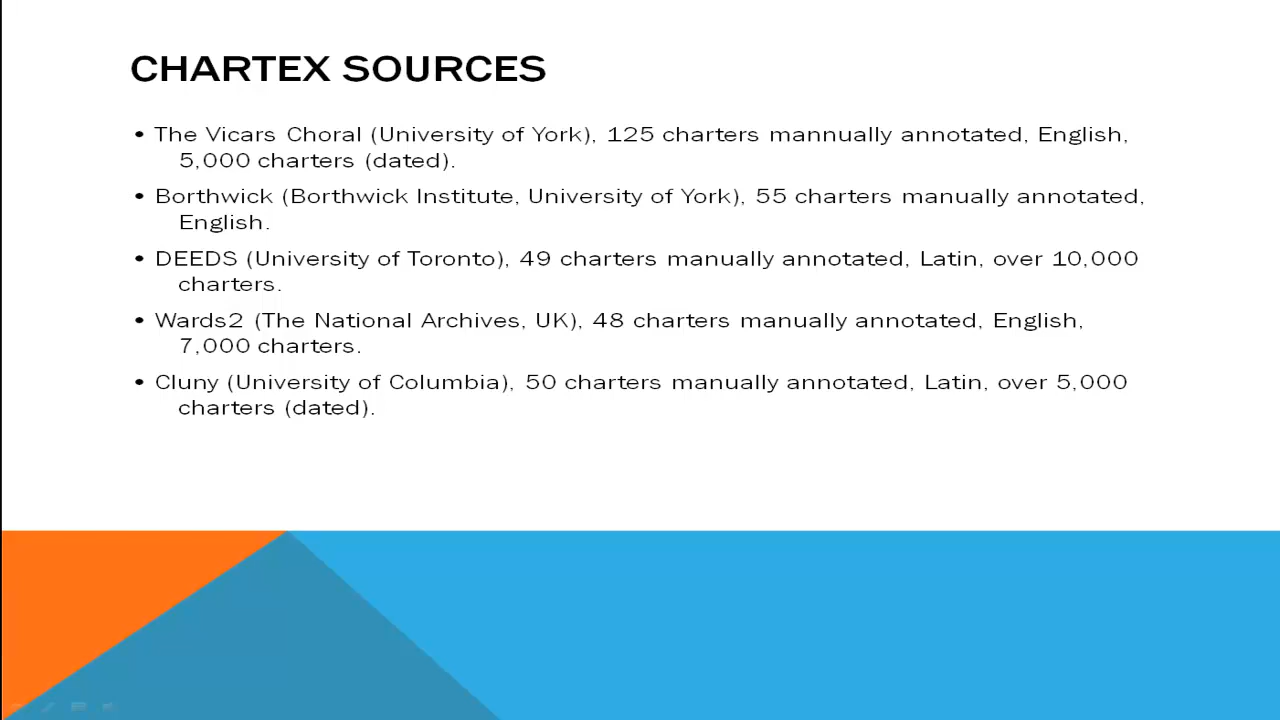 CHARTEX SOURCES
• The Vicars Choral (University of York), 125 charters mannually annotated, English,
5,000 charters (dated).
• Borthwick (Borthwick Institute, University of York), 55 charters manually annotated,
English.
• DEEDS (University of Toronto), 49 charters manually annotated, Latin, over 10,000
charters.
• Wards2 (The National Archives, UK), 48 charters manually annotated, English,
7,000 charters.
• Cluny (University of Columbia), 50 charters manually annotated, Latin, over 5,000
charters (dated).